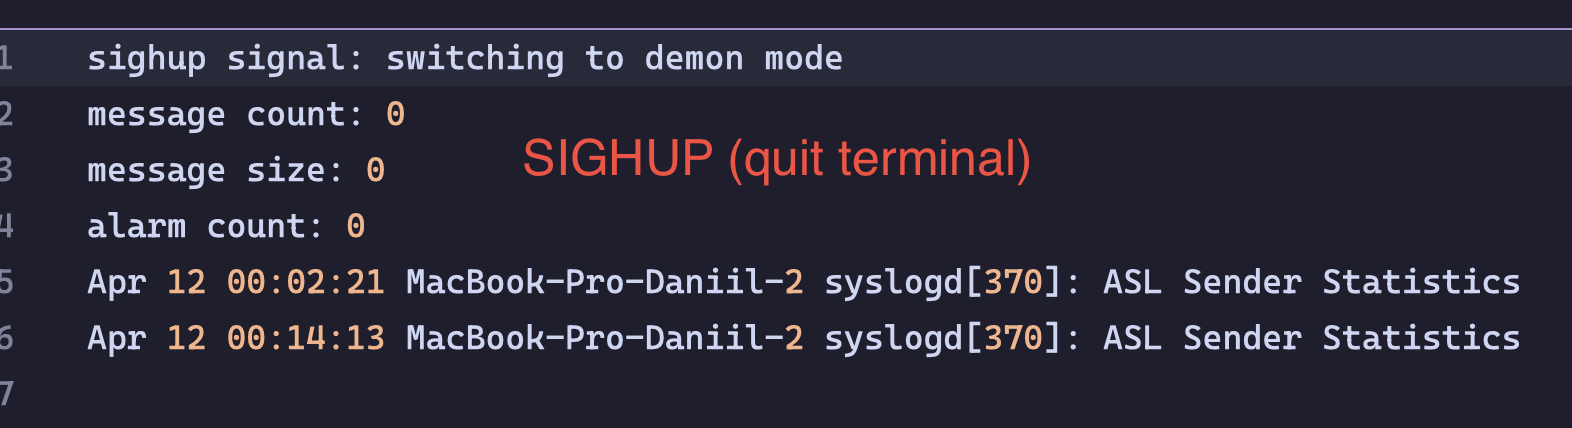 1 sighup signal: switching to demon mode
2 message count: 0
SIGHUP (quit terminal)
3 message size: 0
4 alarm count: 0
5 Apr 12 00:02:21 MacBook-Pro-Daniil-2 syslogd[370]: ASL Sender Statistics
6 Apr 12 00:14:13 MacBook-Pro-Daniil-2 syslogd[370]: ASL Sender Statistics
7